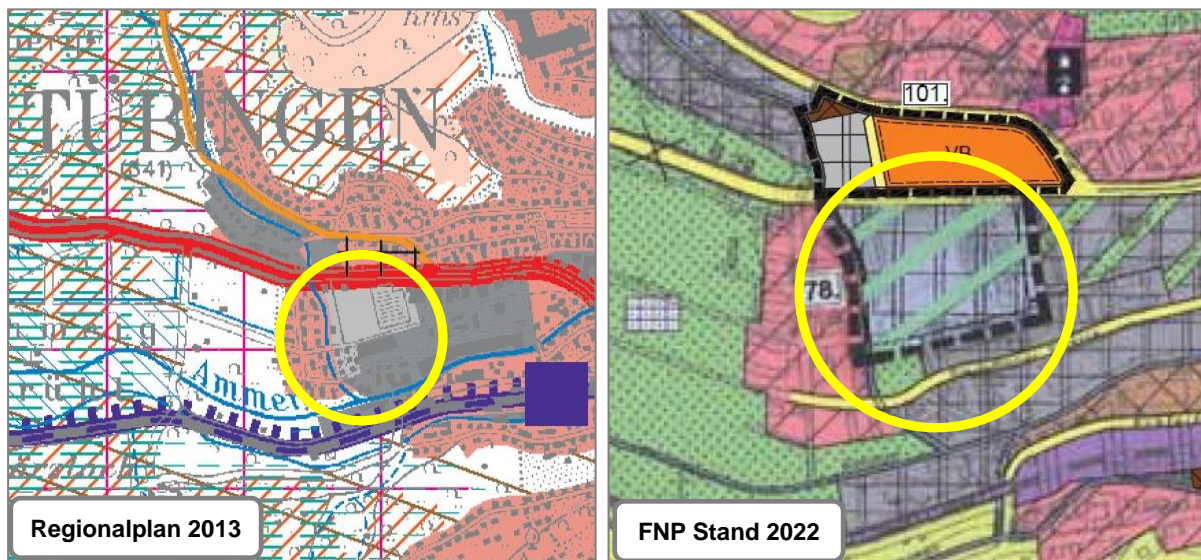 TÜBINGEN
(341)
Ammer
Regionalplan 2013
101.
VB
78.
FNP Stand 2022